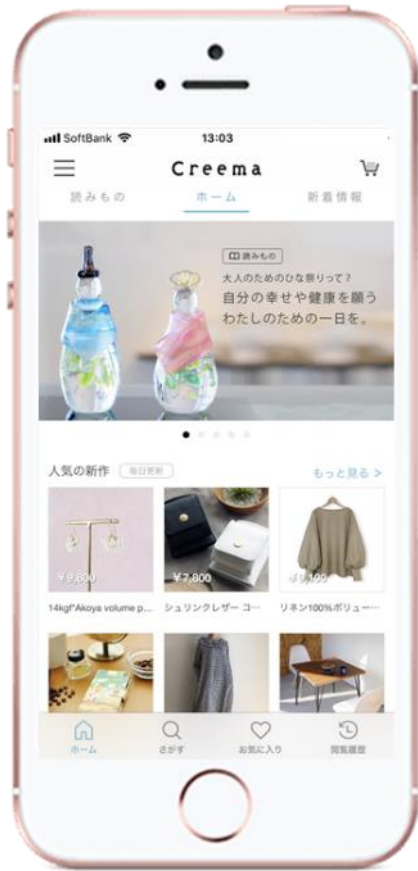 SoftBank 13:03
Creema
読みもの ホーム 新着情報
読みもの
大人のためのひな祭りって？
自分の幸せや健康を願う
わたしのための一日を。
人気の新作 毎日更新 もっと見る >
¥9,800 ¥7,800 ¥9,100
14kgf*Akoya volume p... シュリンクレザー コ… リネン100%ボリュー…
ホーム さがす お気に入り 閲覧履歴